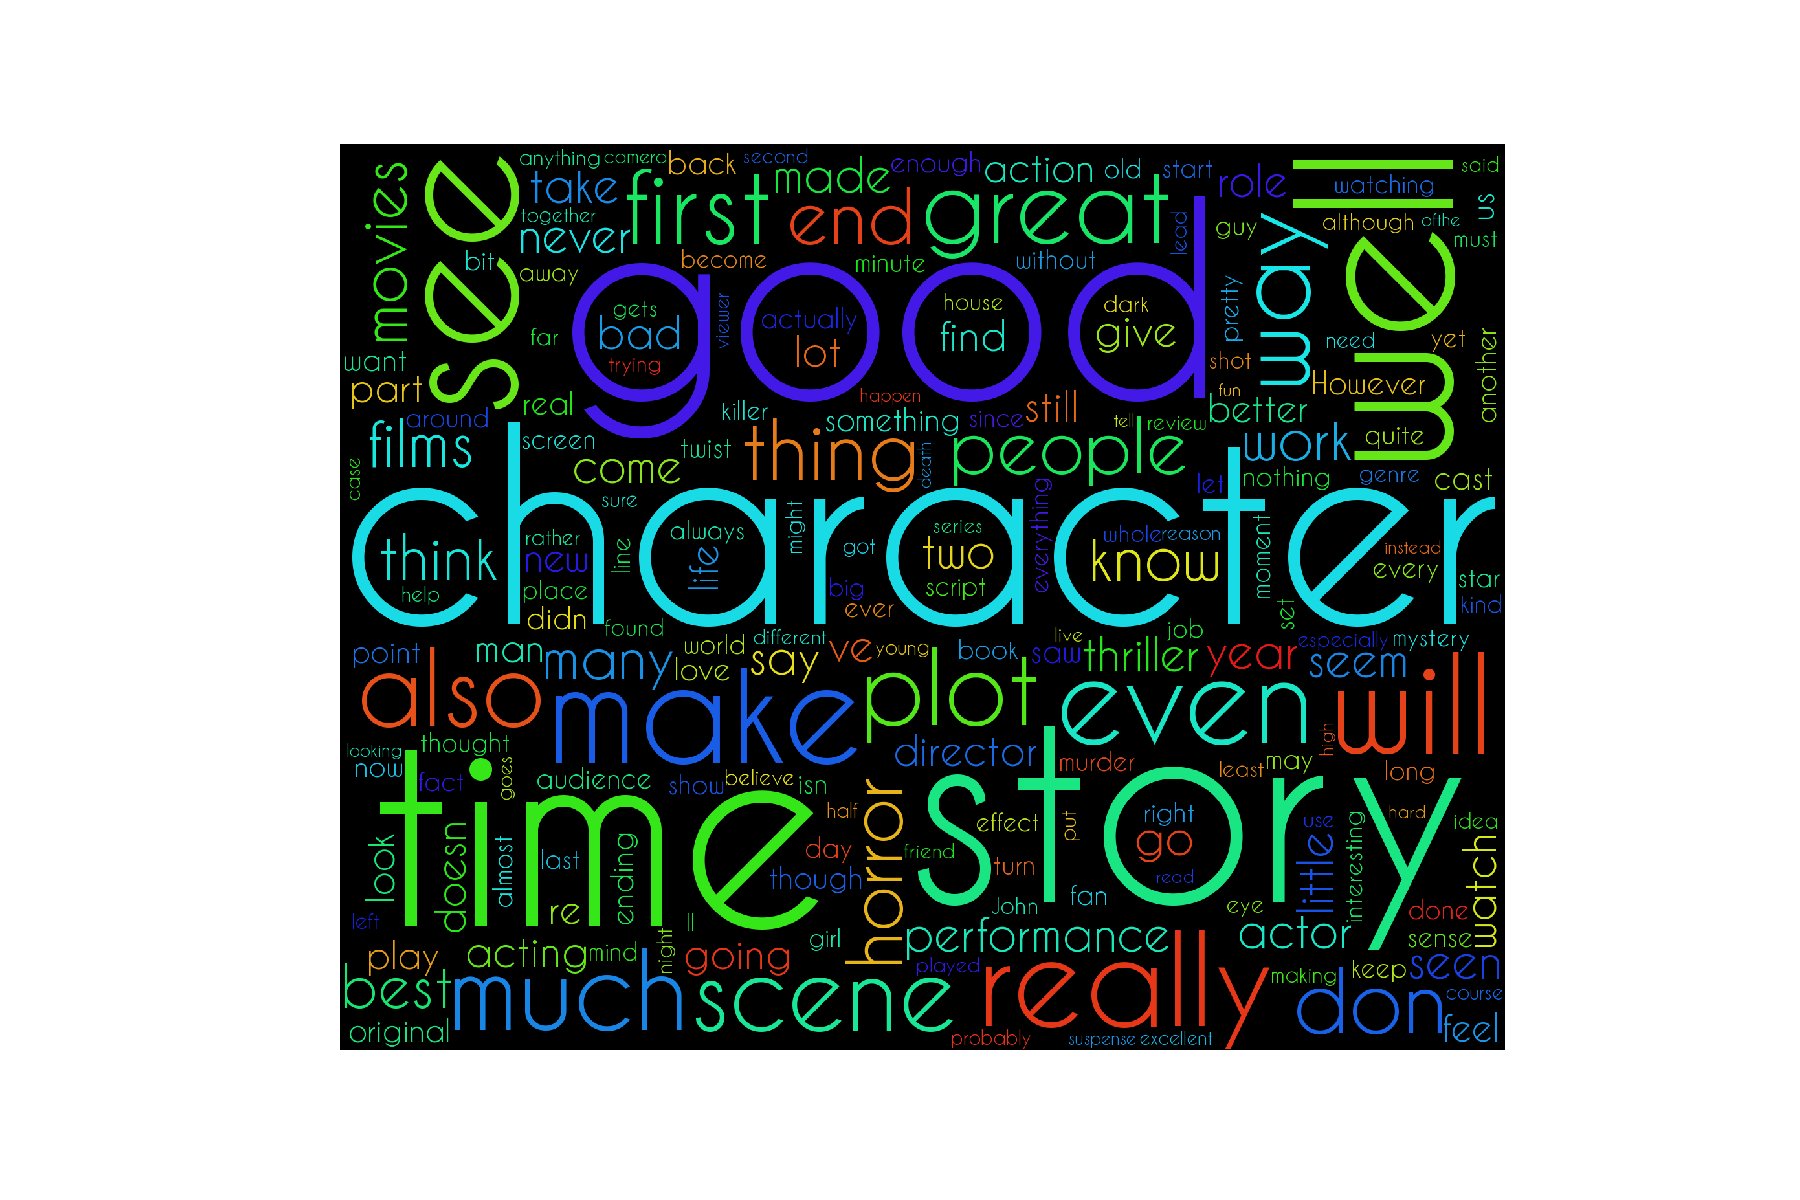 anything camera back second enough action old start role said
movies see take first made end great way well watching us
together never lead guy although ofthe must
bit away become minute without
good
gets bad trying actually lot house find dark give
far viewer pretty need yet another
want part real killer happen since still shot fun However
around something tell review better quite
films screen come twist thing death people work let nothing genre cast
case sure
character
think help rather new place line always life might got series two script everything know whole reason moment instead every star
didn found big ever set kind
point man many world love different say ve young book live saw thriller job year especially seem mystery
also make plot even will
looking now thought fact goes audience show believe isn director murder high least may long
time story
look doesn almost last ending half day though horror friend effect turn put right go read use little interesting hard idea watch
left re ll girl John fan eye done sense
play acting mind night going performance played actor making keep seen
best much scene really don course
original probably suspense excellent feel